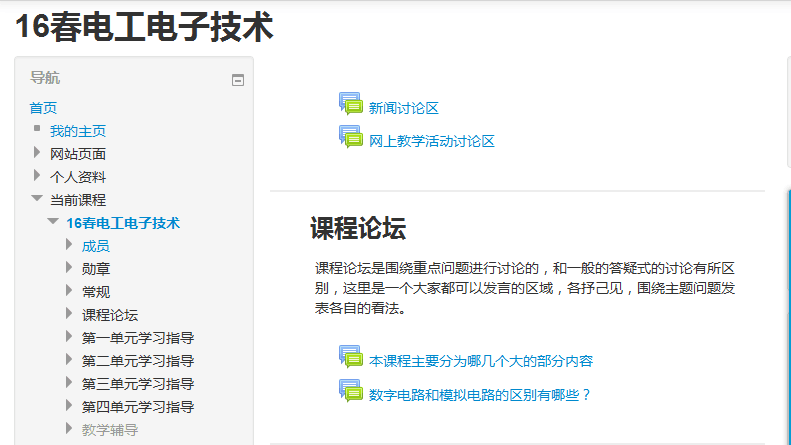 16春电工电子技术
导航
首页
我的主页
网站页面
个人资料
当前课程
16春电工电子技术
成员
勋章
常规
课程论坛
第一单元学习指导
第二单元学习指导
第三单元学习指导
第四单元学习指导
教学辅导
新闻讨论区
网上教学活动讨论区
课程论坛
课程论坛是围绕重点问题进行讨论的，和一般的答疑式的讨论有所区
别，这里是一个大家都可以发言的区域，各抒己见，围绕主题问题发
表各自的看法。
本课程主要分为哪几个大的部分内容
数字电路和模拟电路的区别有哪些？